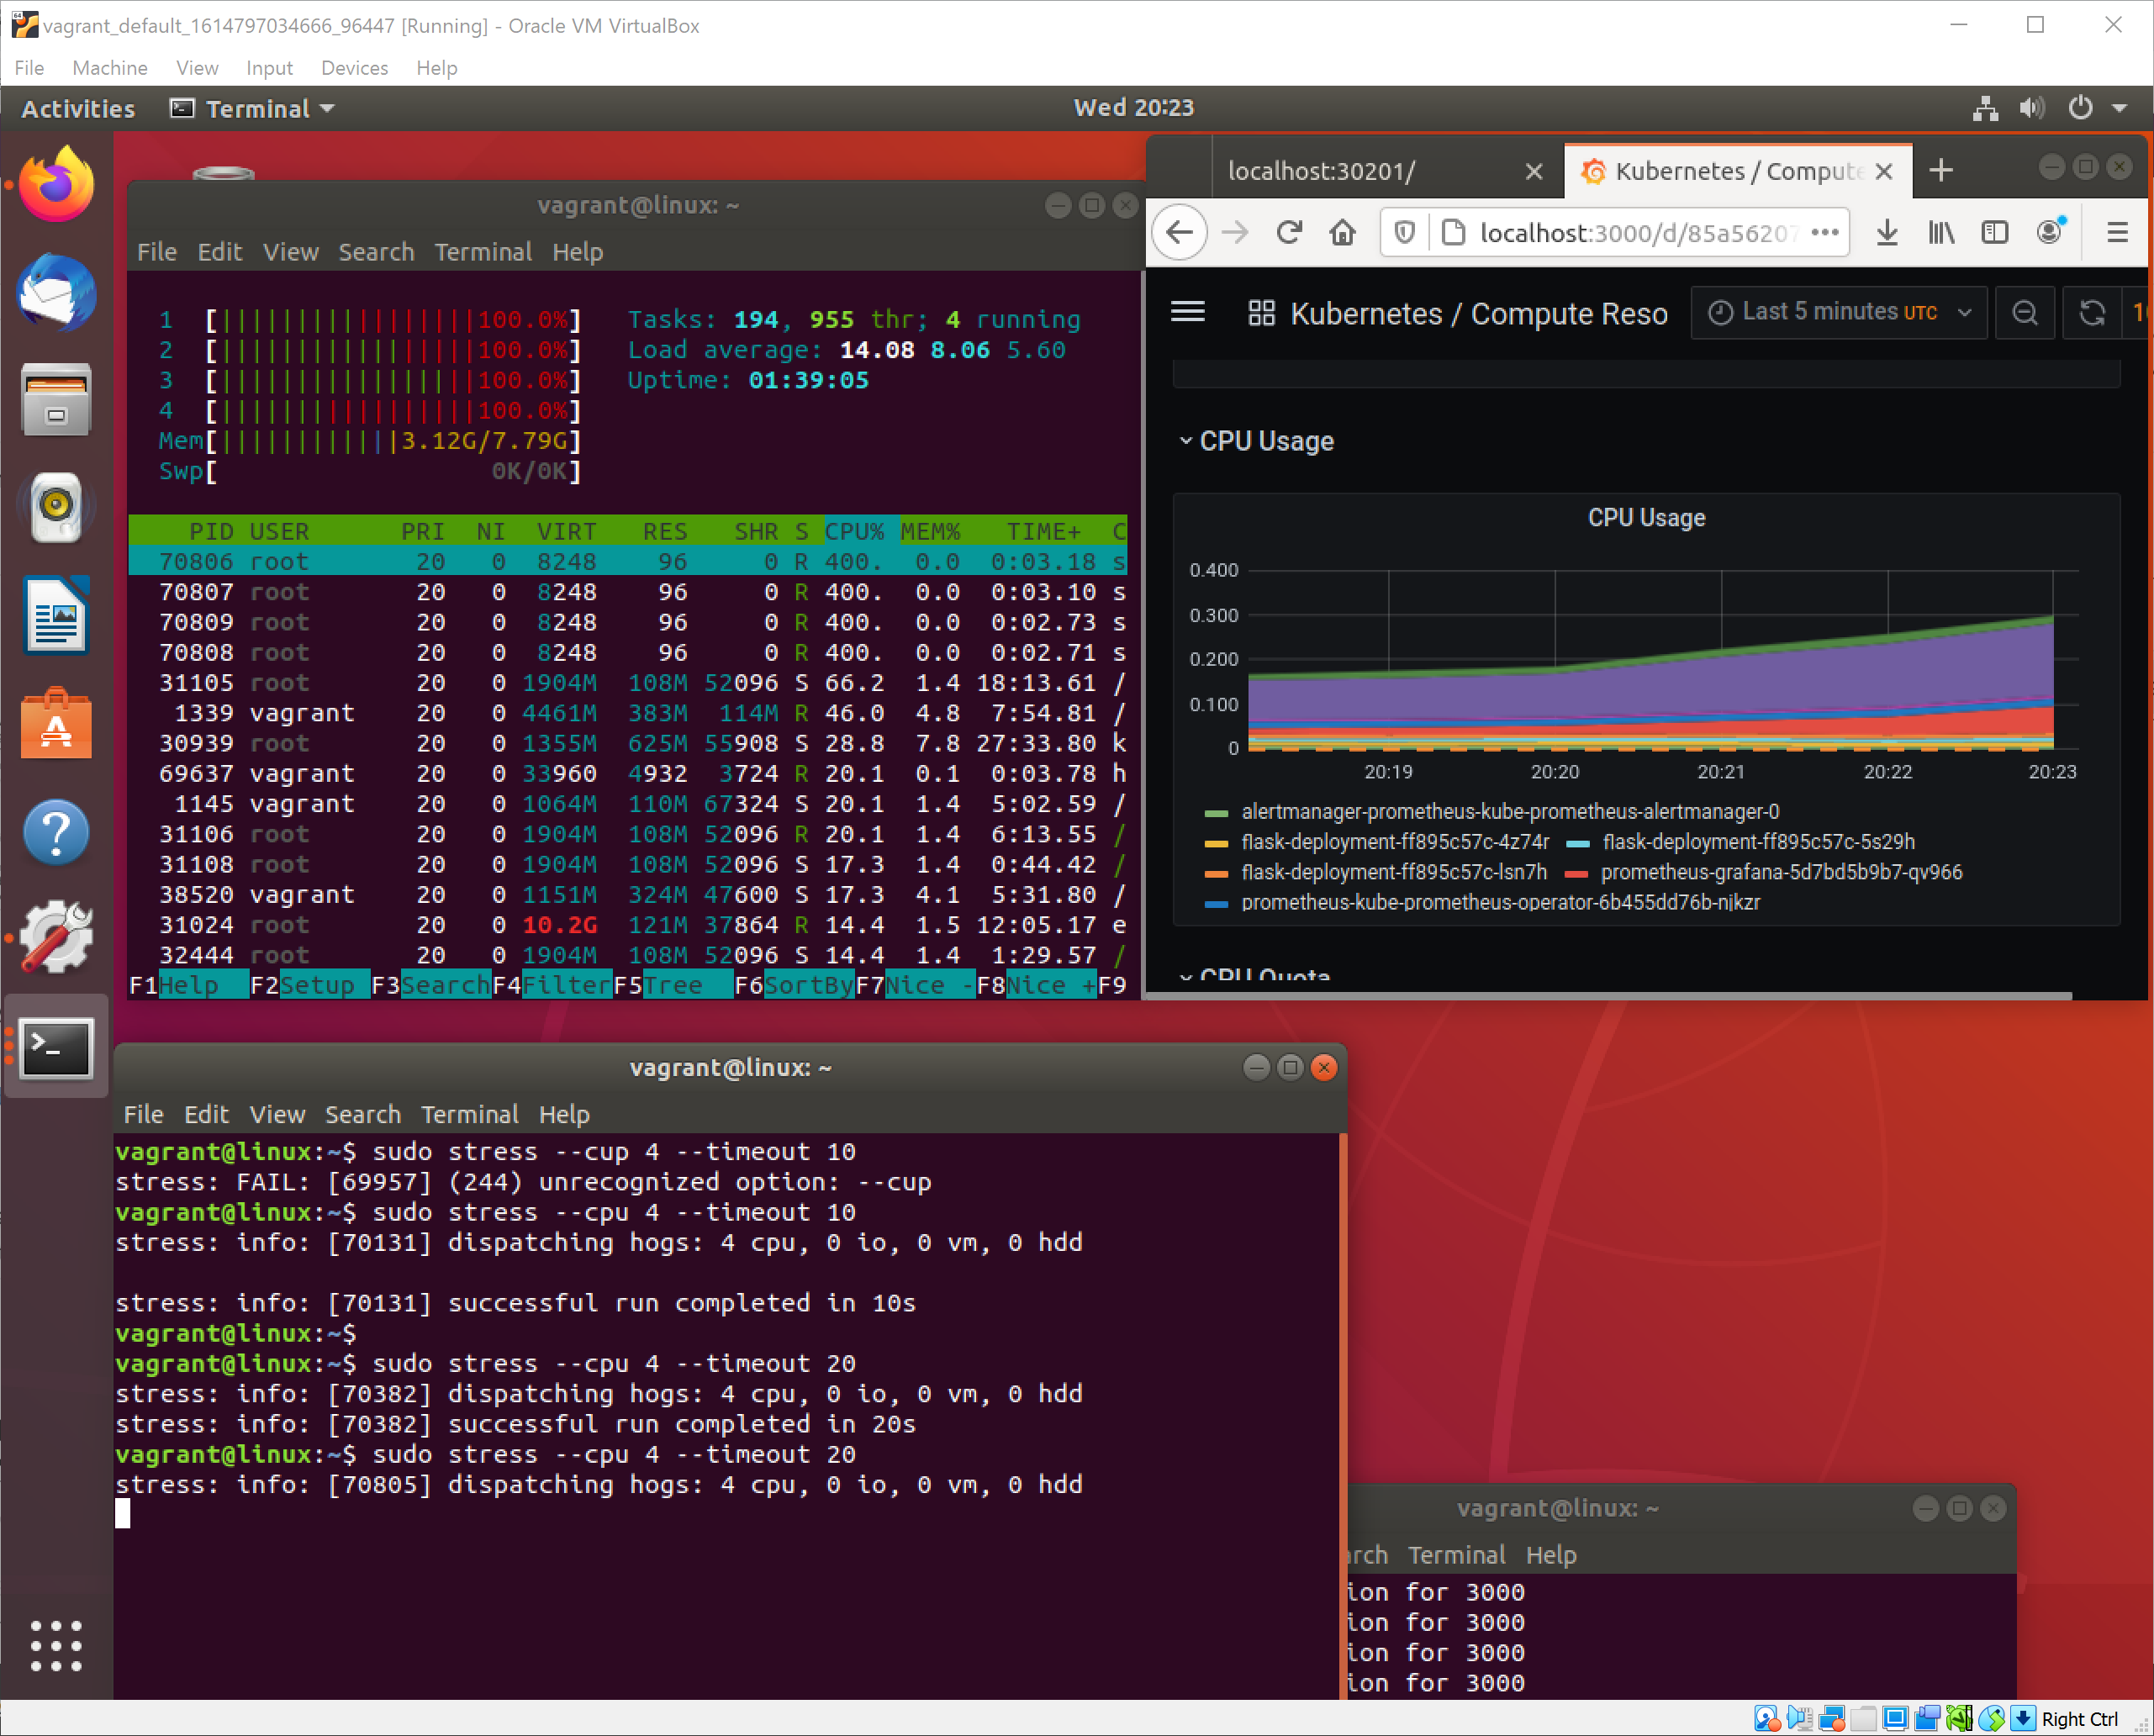 vagrant_default_1614797034666_96447 [Running] - Oracle VM VirtualBox
File Machine View Input Devices Help
Activities Terminal Wed 20:23
vagrant@linux: ~
File Edit View Search Terminal Help
1 [||||||||||||||||||100.0%] Tasks: 194, 955 thr; 4 running
2 [||||||||||||||||||100.0%] Load average: 14.08 8.06 5.60
3 [||||||||||||||||||100.0%] Uptime: 01:39:05
4 [||||||||||||||||||100.0%]
Mem[||||||||||||3.12G/7.79G]
Swp[ 0K/0K]
PID USER PRI NI VIRT RES SHR S CPU% MEM% TIME+ C
70806 root 20 0 8248 96 0 R 400. 0.0 0:03.18 s
70807 root 20 0 8248 96 0 R 400. 0.0 0:03.10 s
70809 root 20 0 8248 96 0 R 400. 0.0 0:02.73 s
70808 root 20 0 8248 96 0 R 400. 0.0 0:02.71 s
31105 root 20 0 1904M 108M 52096 S 66.2 1.4 18:13.61 /
1339 vagrant 20 0 4461M 383M 114M R 46.0 4.8 7:54.81 /
30939 root 20 0 1355M 625M 55908 S 28.8 7.8 27:33.80 k
69637 vagrant 20 0 33960 4932 3724 R 20.1 0.1 0:03.78 h
1145 vagrant 20 0 1064M 110M 67324 S 20.1 1.4 5:02.59 /
31106 root 20 0 1904M 108M 52096 R 20.1 1.4 6:13.55 /
31108 root 20 0 1904M 108M 52096 S 17.3 1.4 0:44.42 /
38520 vagrant 20 0 1151M 324M 47600 S 17.3 4.1 5:31.80 /
31024 root 20 0 10.2G 121M 37864 R 14.4 1.5 12:05.17 e
32444 root 20 0 1904M 108M 52096 S 14.4 1.4 1:29.57 /
F1Help F2Setup F3SearchF4FilterF5Tree F6SortByF7Nice -F8Nice +F9
localhost:30201/ Kubernetes / Compute
localhost:3000/d/85a56207
Kubernetes / Compute Reso Last 5 minutes UTC
CPU Usage
CPU Usage
0.400
0.300
0.200
0.100
0
20:19 20:20 20:21 20:22 20:23
alertmanager-prometheus-kube-prometheus-alertmanager-0
flask-deployment-ff895c57c-4z74r flask-deployment-ff895c57c-5s29h
flask-deployment-ff895c57c-lsn7h prometheus-grafana-5d7bd5b9b7-qv966
prometheus-kube-prometheus-operator-6b455dd76b-njkzr
CPU Quota
vagrant@linux: ~
File Edit View Search Terminal Help
vagrant@linux:~$ sudo stress --cup 4 --timeout 10
stress: FAIL: [69957] (244) unrecognized option: --cup
vagrant@linux:~$ sudo stress --cpu 4 --timeout 10
stress: info: [70131] dispatching hogs: 4 cpu, 0 io, 0 vm, 0 hdd
stress: info: [70131] successful run completed in 10s
vagrant@linux:~$
vagrant@linux:~$ sudo stress --cpu 4 --timeout 20
stress: info: [70382] dispatching hogs: 4 cpu, 0 io, 0 vm, 0 hdd
stress: info: [70382] successful run completed in 20s
vagrant@linux:~$ sudo stress --cpu 4 --timeout 20
stress: info: [70805] dispatching hogs: 4 cpu, 0 io, 0 vm, 0 hdd
vagrant@linux: ~
arch Terminal Help
ion for 3000
ion for 3000
ion for 3000
ion for 3000
Right Ctrl